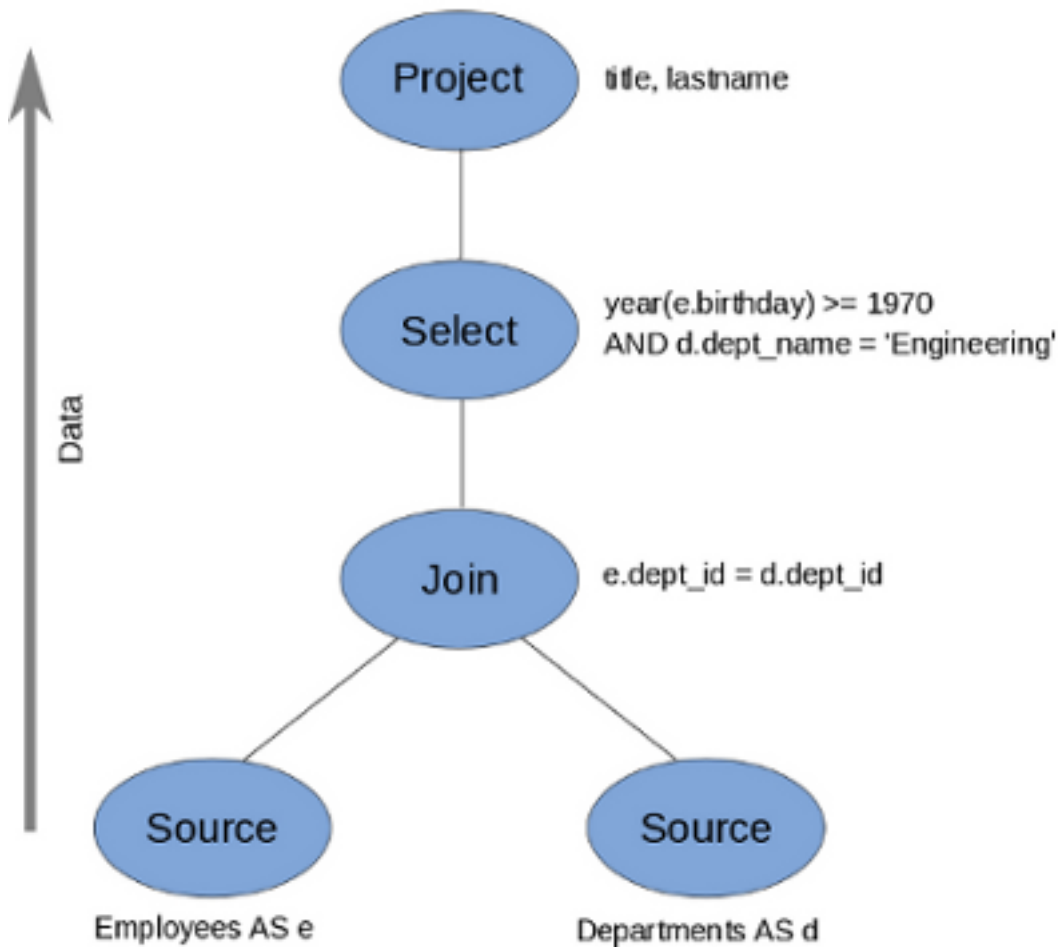 Project
title, lastname
Select
year(e.birthday) >= 1970
AND d.dept_name = 'Engineering'
Data
Join
e.dept_id = d.dept_id
Source
Source
Employees AS e
Departments AS d